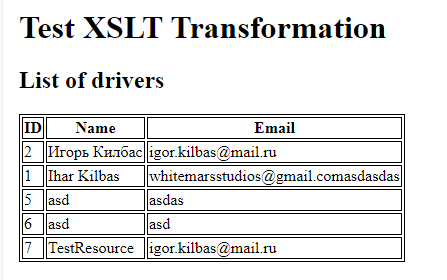 Test XSLT Transformation
List of drivers
ID Name Email
2 Игорь Килбас igor.kilbas@mail.ru
1 Ihar Kilbas whitemarsstudios@gmail.comasdasdas
5 asd asdas
6 asd asd
7 TestResource igor.kilbas@mail.ru